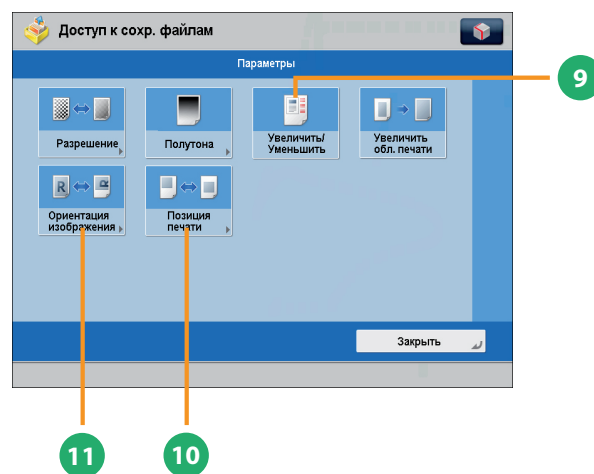 Доступ к сохр. файлам
Параметры
9
Разрешение
Полутона
Увеличить/
Уменьшить
Увеличить
обл. печати
R
R
Ориентация
изображения
Позиция
печати
Закрыть
11
10